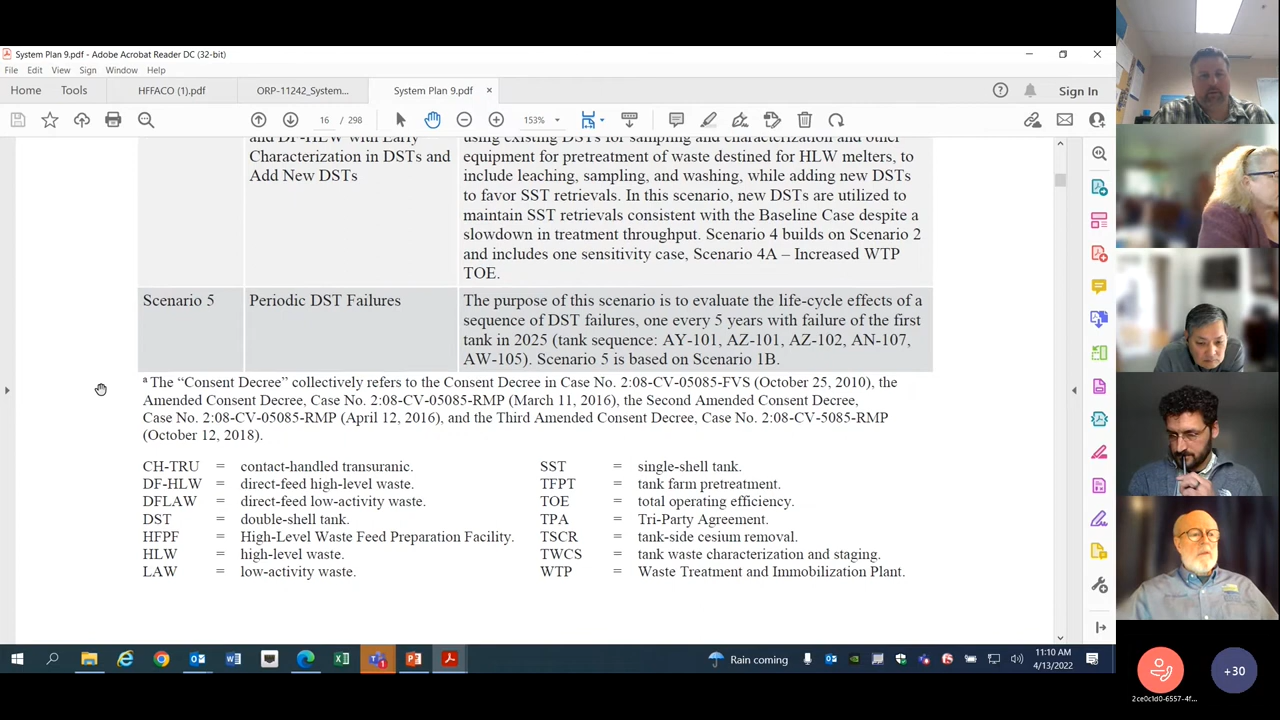 System Plan 9.pdf - Adobe Acrobat Reader DC (32-bit)
File Edit View Sign Window Help
Home Tools HFFACO (1).pdf ORP-11242_System... System Plan 9.pdf × Sign In
16 / 298 153%
and DF-HLW with Early
Characterization in DSTs and
Add New DSTs
using existing DSTs for sampling and characterization and other
equipment for pretreatment of waste destined for HLW melters, to
include leaching, sampling, and washing, while adding new DSTs
to favor SST retrievals. In this scenario, new DSTs are utilized to
maintain SST retrievals consistent with the Baseline Case despite a
slowdown in treatment throughput. Scenario 4 builds on Scenario 2
and includes one sensitivity case, Scenario 4A – Increased WTP
TOE.
Scenario 5 Periodic DST Failures
The purpose of this scenario is to evaluate the life-cycle effects of a
sequence of DST failures, one every 5 years with failure of the first
tank in 2025 (tank sequence: AY-101, AZ-101, AZ-102, AN-107,
AW-105). Scenario 5 is based on Scenario 1B.
a The “Consent Decree” collectively refers to the Consent Decree in Case No. 2:08-CV-05085-FVS (October 25, 2010), the
Amended Consent Decree, Case No. 2:08-CV-05085-RMP (March 11, 2016), the Second Amended Consent Decree,
Case No. 2:08-CV-05085-RMP (April 12, 2016), and the Third Amended Consent Decree, Case No. 2:08-CV-5085-RMP
(October 12, 2018).
CH-TRU = contact-handled transuranic.
DF-HLW = direct-feed high-level waste.
DFLAW = direct-feed low-activity waste.
DST = double-shell tank.
HFPF = High-Level Waste Feed Preparation Facility.
HLW = high-level waste.
LAW = low-activity waste.
SST = single-shell tank.
TFPT = tank farm pretreatment.
TOE = total operating efficiency.
TPA = Tri-Party Agreement.
TSCR = tank-side cesium removal.
TWCS = tank waste characterization and staging.
WTP = Waste Treatment and Immobilization Plant.
Rain coming
11:10 AM
4/13/2022
2ce0c1d0-6557-4f...
+30